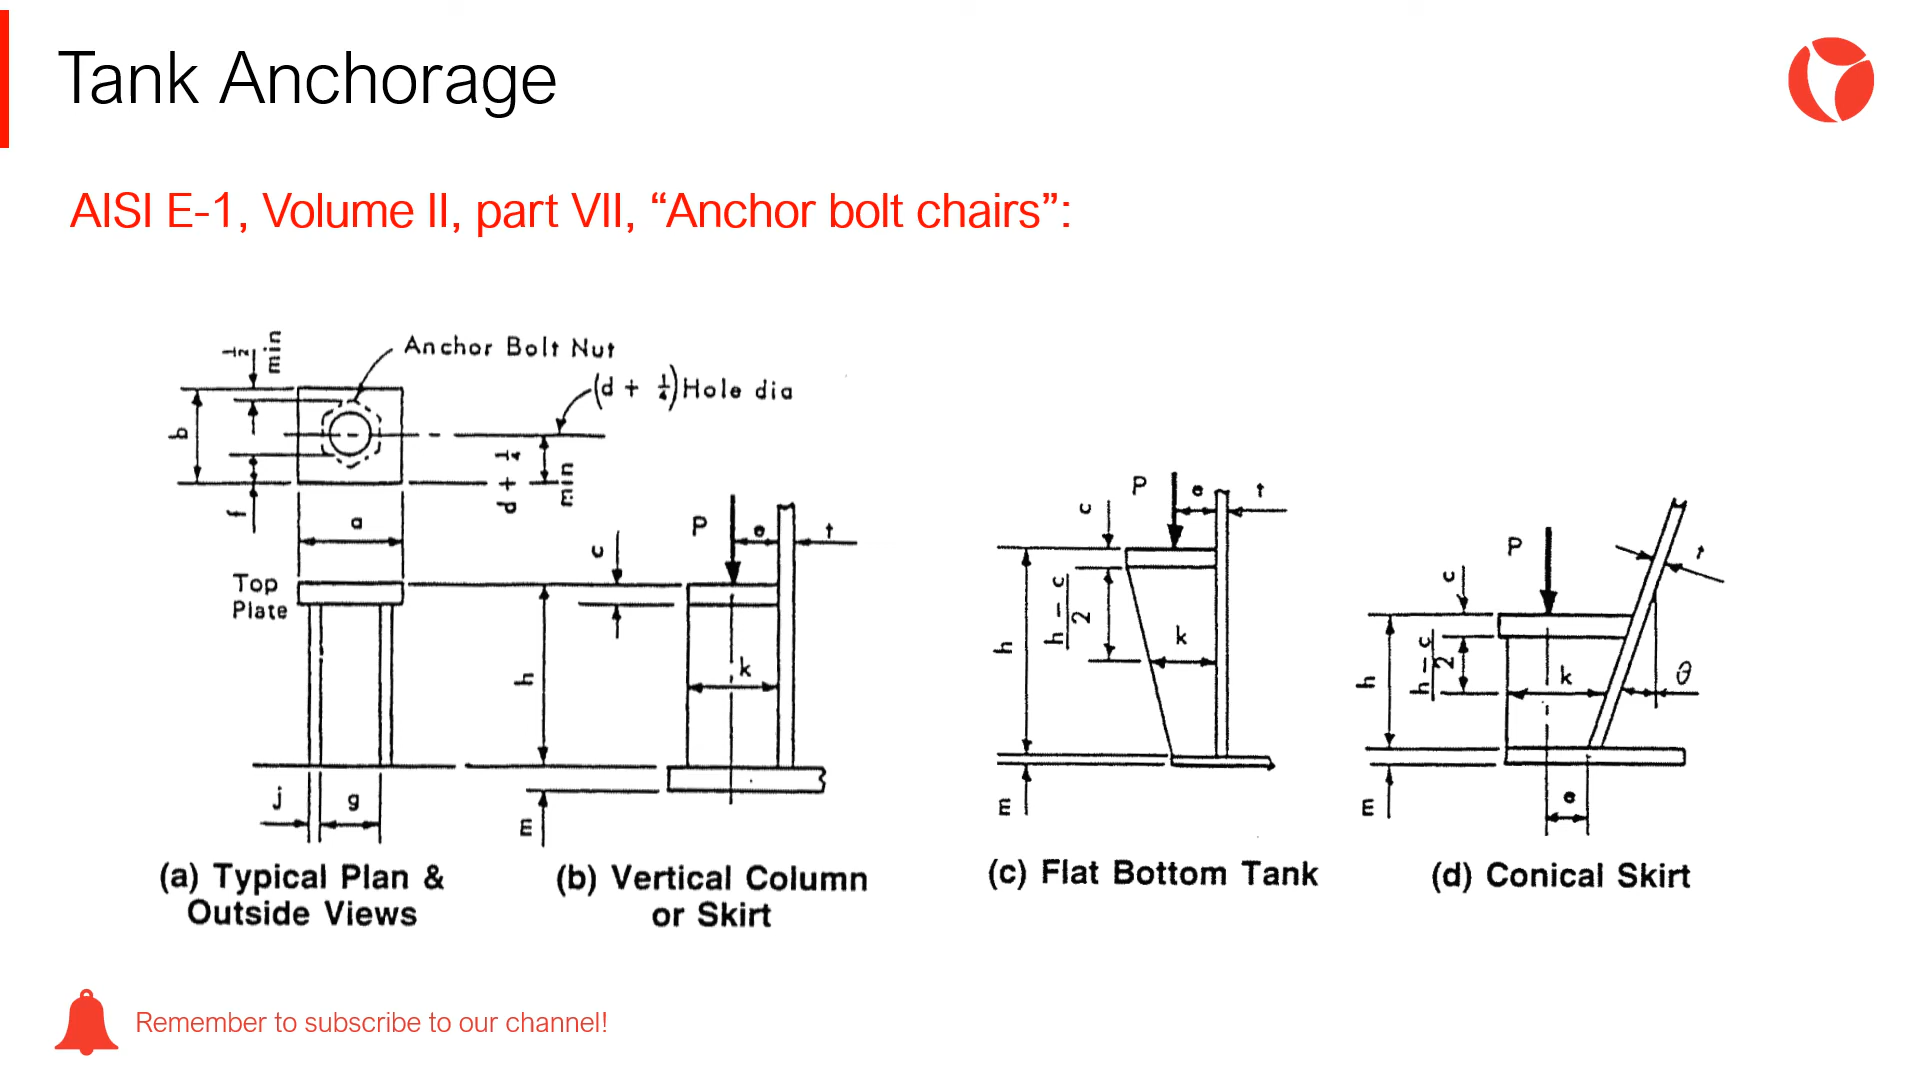 Tank Anchorage
AISI E-1, Volume II, part VII, “Anchor bolt chairs”:
1/2 min
Anchor Bolt Nut
(d + 1/4) Hole dia
b
f
d + 1/4 min
a
Top
Plate
j
g
h
m
c
P
e
t
k
(a) Typical Plan &
Outside Views
(b) Vertical Column
or Skirt
P
e
t
c
h - c
2
h
k
m
(c) Flat Bottom Tank
P
t
c
h - c
2
h
k
θ
m
e
(d) Conical Skirt
Remember to subscribe to our channel!